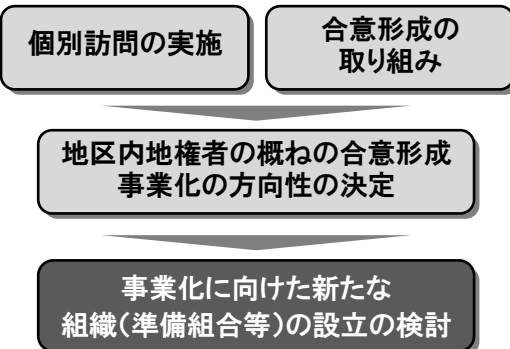 個別訪問の実施
合意形成の
取り組み
地区内地権者の概ねの合意形成
事業化の方向性の決定
事業化に向けた新たな
組織(準備組合等)の設立の検討